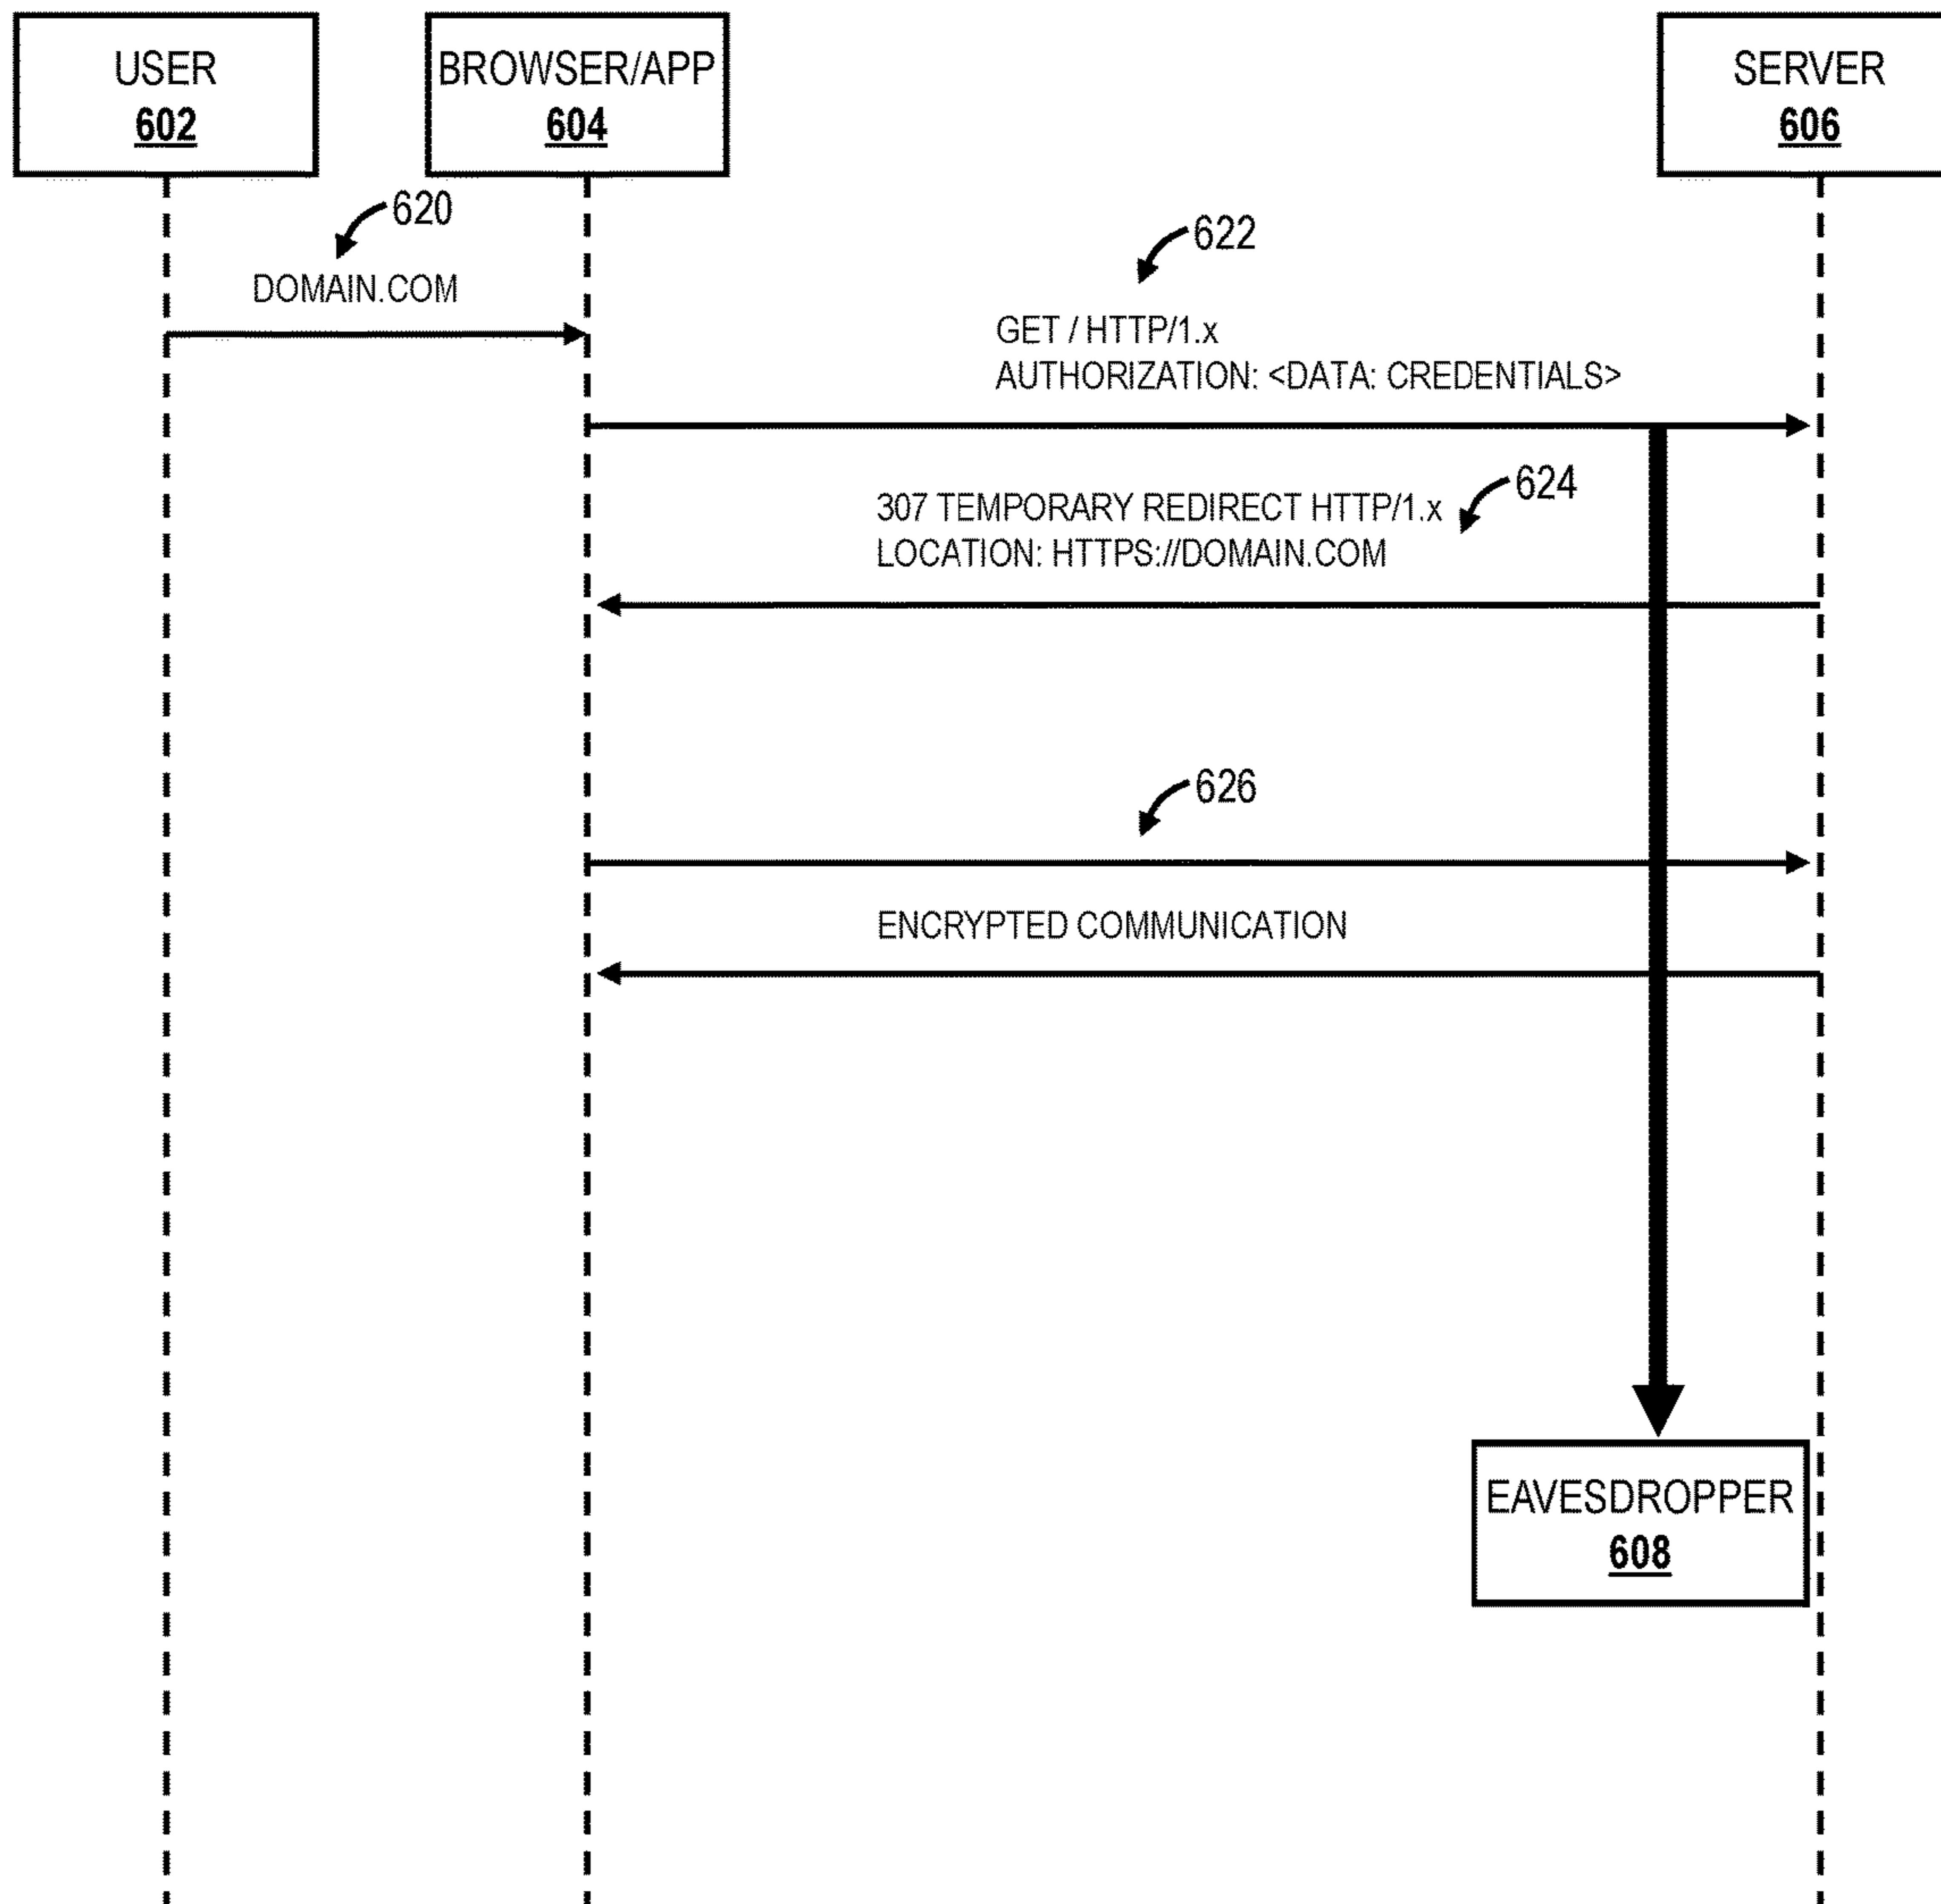 USER
602
BROWSER/APP
604
SERVER
606
620
DOMAIN.COM
622
GET / HTTP/1.x
AUTHORIZATION: <DATA: CREDENTIALS>
624
307 TEMPORARY REDIRECT HTTP/1.x
LOCATION: HTTPS://DOMAIN.COM
626
ENCRYPTED COMMUNICATION
EAVESDROPPER
608